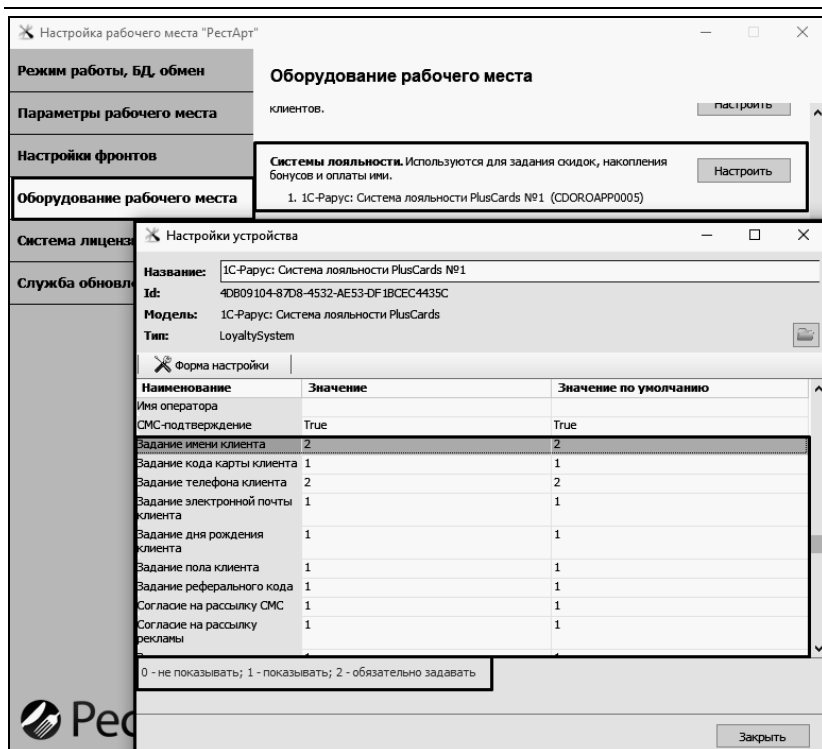 Настройка рабочего места "РестАрт"
Режим работы, БД, обмен
Параметры рабочего места
Настройки фронтов
Оборудование рабочего места
Система лицензи
Служба обновле
Оборудование рабочего места
клиентов.
Настроить
Системы лояльности. Используются для задания скидок, накопления
бонусов и оплаты ими.
Настроить
1. 1С-Рарус: Система лояльности PlusCards №1 (CDOROAPP0005)
Настройки устройства
Название: 1С-Рарус: Система лояльности PlusCards №1
Id: 4DB09104-87D8-4532-AE53-DF1BCEC4435C
Модель: 1С-Рарус: Система лояльности PlusCards
Тип: LoyaltySystem
Форма настройки
Наименование Значение Значение по умолчанию
Имя оператора
СМС-подтверждение True True
Задание имени клиента 2 2
Задание кода карты клиента 1 1
Задание телефона клиента 2 2
Задание электронной почты 1 1
клиента
Задание дня рождения 1 1
клиента
Задание пола клиента 1 1
Задание реферального кода 1 1
Согласие на рассылку СМС 1 1
Согласие на рассылку 1 1
рекламы
0 - не показывать; 1 - показывать; 2 - обязательно задавать
Рес
Закрыть